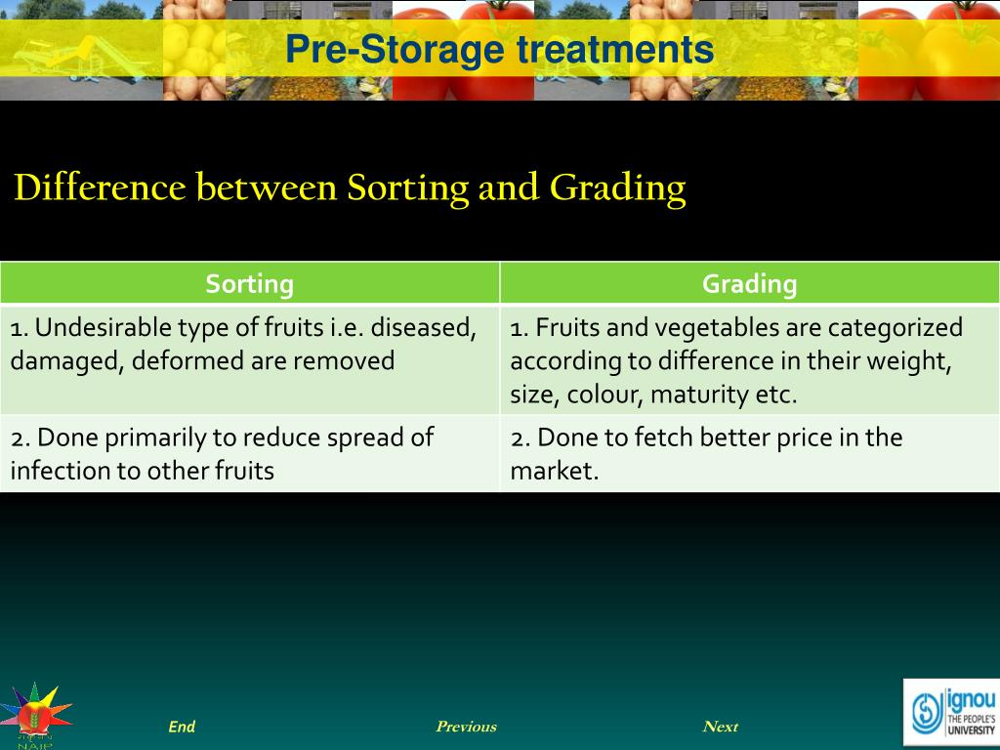 Pre-Storage treatments
Difference between Sorting and Grading
Sorting
Grading
1. Undesirable type of fruits i.e. diseased,
damaged, deformed are removed
1. Fruits and vegetables are categorized
according to difference in their weight,
size, colour, maturity etc.
2. Done primarily to reduce spread of
infection to other fruits
2. Done to fetch better price in the
market.
NAIP
End
Previous
Next
ignou
THE PEOPLE'S
UNIVERSITY